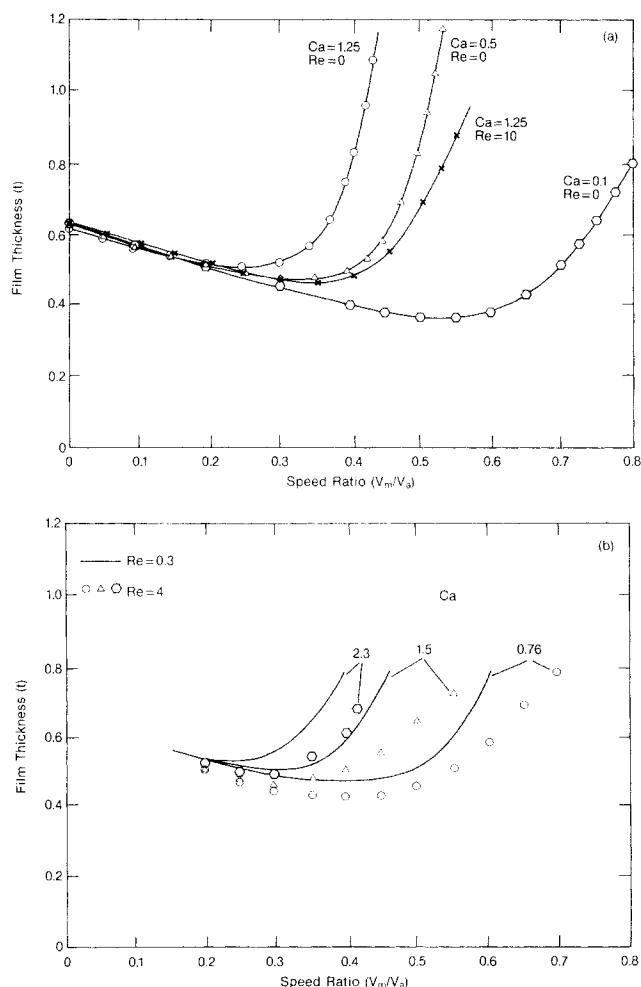 1.2
1.0
0.8
0.6
0.4
0.2
0
Film Thickness (t)
(a)
Ca=1.25
Re=0
Ca=0.5
Re=0
Ca=1.25
Re=10
Ca=0.1
Re=0
0 0.1 0.2 0.3 0.4 0.5 0.6 0.7 0.8
Speed Ratio (Vm/Va)
1.2
1.0
0.8
0.6
0.4
0.2
0
Film Thickness (t)
(b)
Re=0.3
Re=4
Ca
2.3
1.5
0.76
0 0.1 0.2 0.3 0.4 0.5 0.6 0.7 0.8
Speed Ratio (Vm/Va)